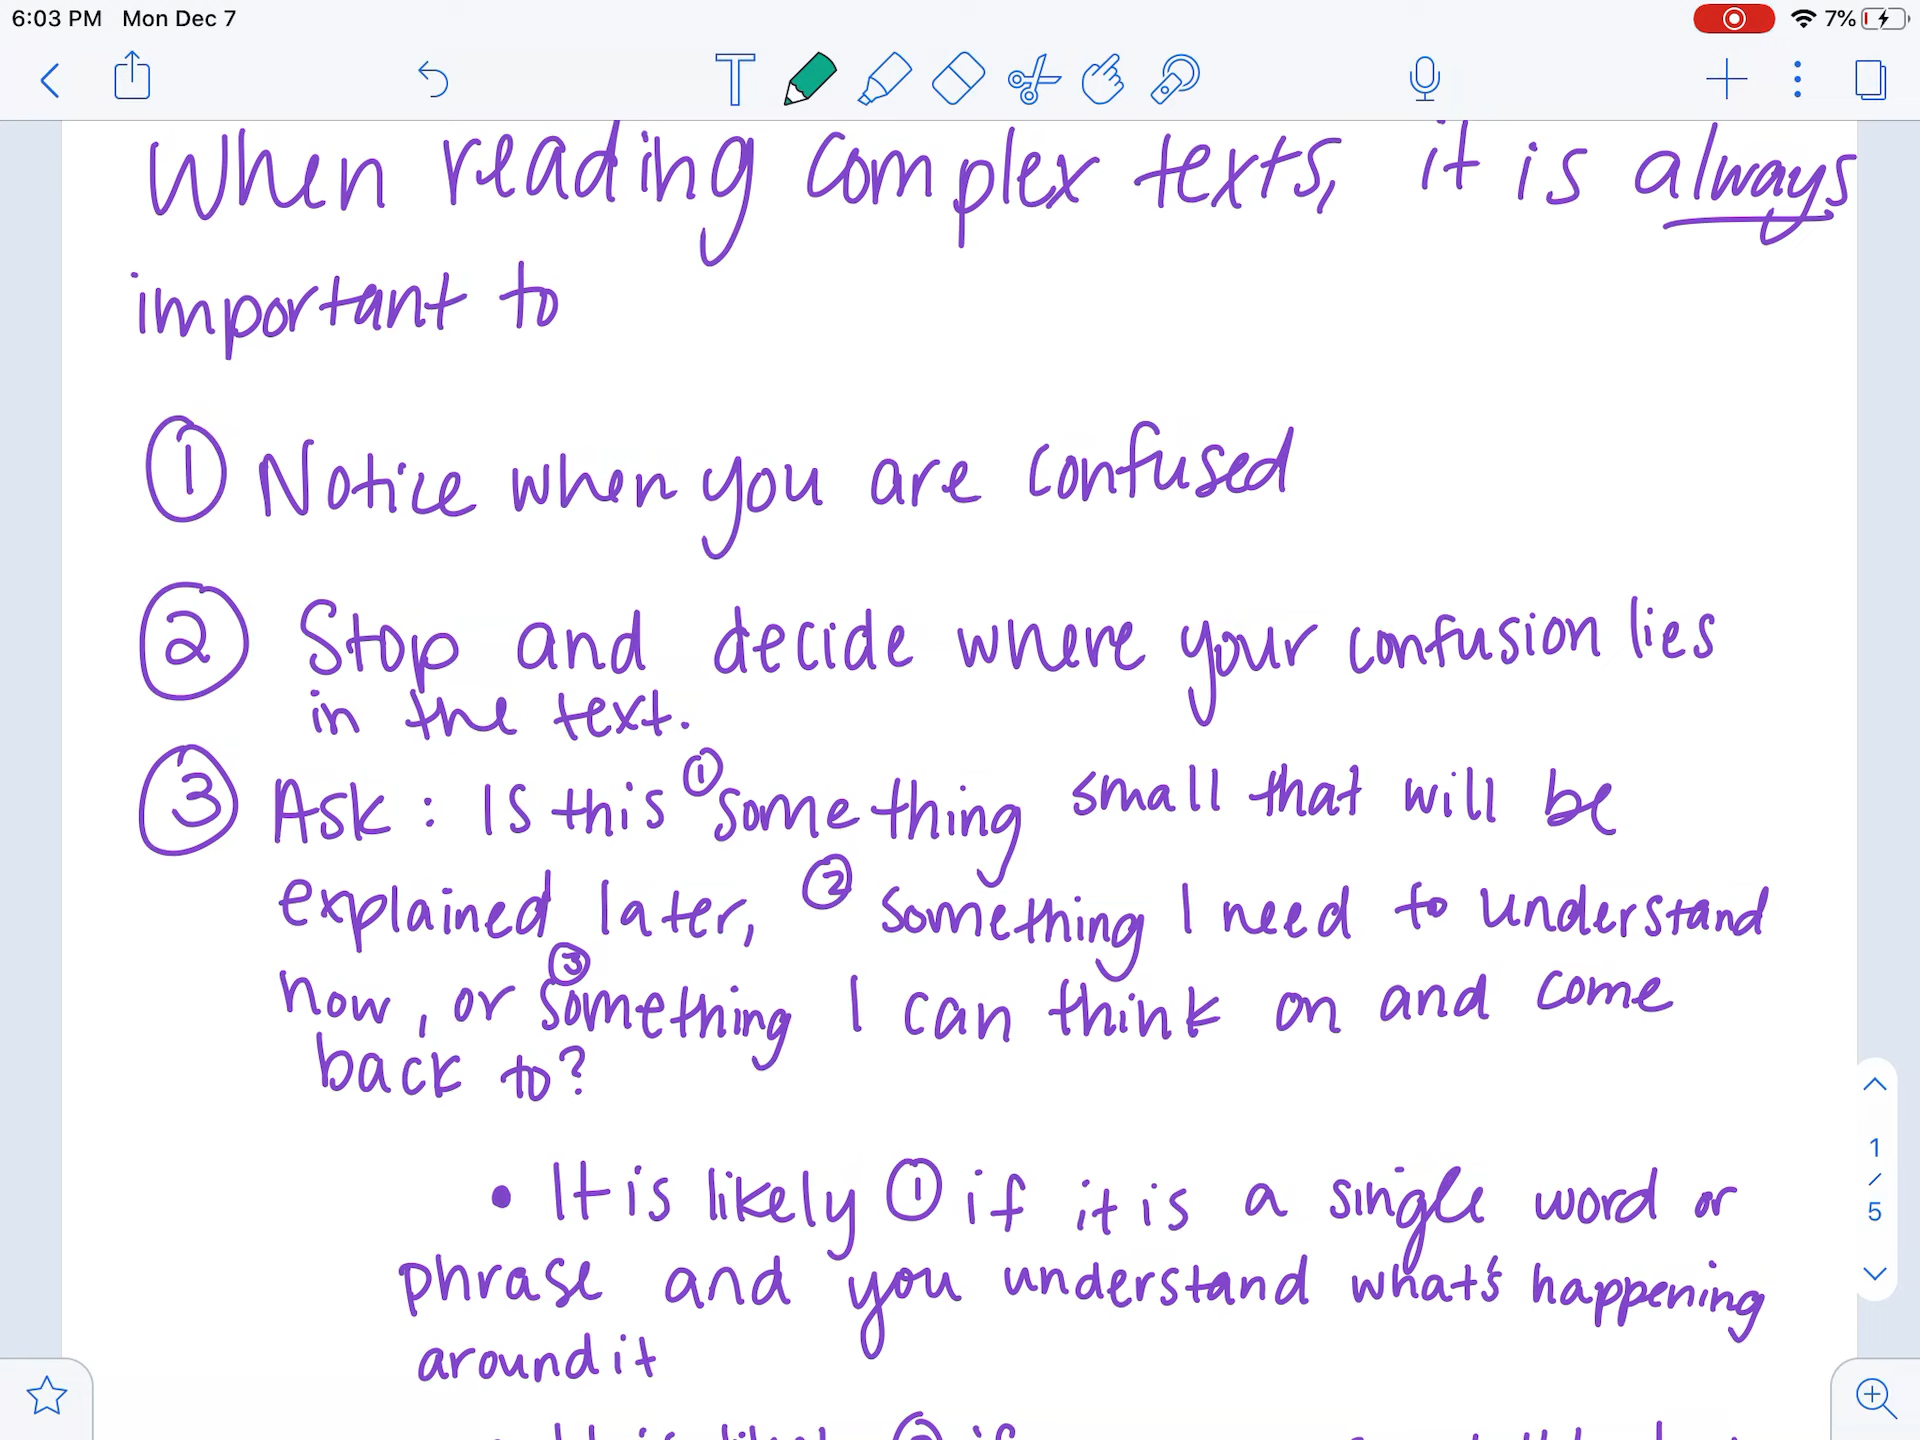 6:03 PM Mon Dec 7 7%
When reading complex texts, it is always
important to
① Notice when you are confused
② Stop and decide where your confusion lies
in the text.
③ Ask: Is this ① something small that will be
explained later, ② something I need to understand
now, or ③ something I can think on and come
back to?
• It is likely ① if it is a single word or
phrase and you understand what's happening
around it
1
/
5